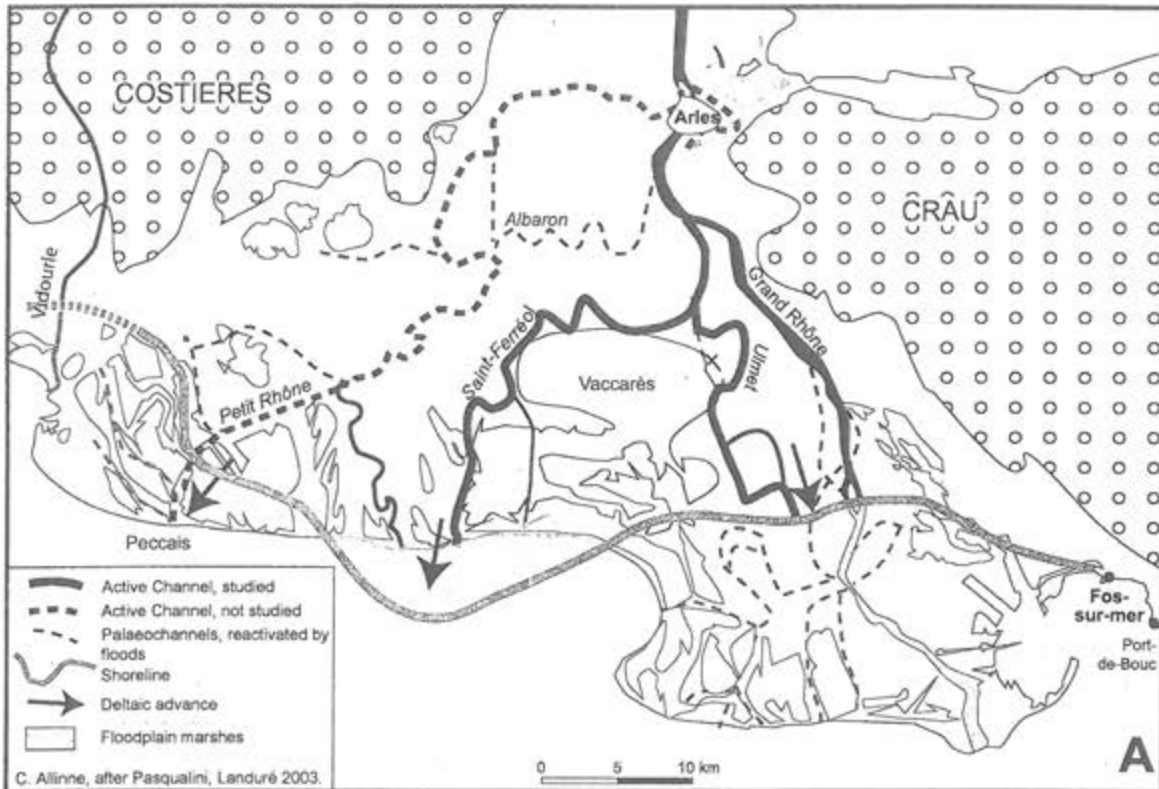 COSTIERES
Arles
CRAU
Albaron
Vidourle
Grand Rhône
Saint-Ferréol
Ulmet
Vaccarès
Petit Rhône
Peccais
Fos-
sur-mer
Port-
de-Bouc
Active Channel, studied
Active Channel, not studied
Palaeochannels, reactivated by
floods
Shoreline
Deltaic advance
Floodplain marshes
C. Allinne, after Pasqualini, Landuré 2003.
0 5 10 km
A